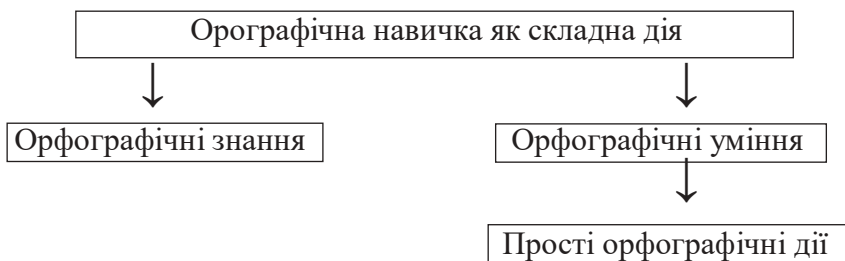 Орографічна навичка як складна дія
Орфографічні знання
Орфографічні уміння
Прості орфографічні дії